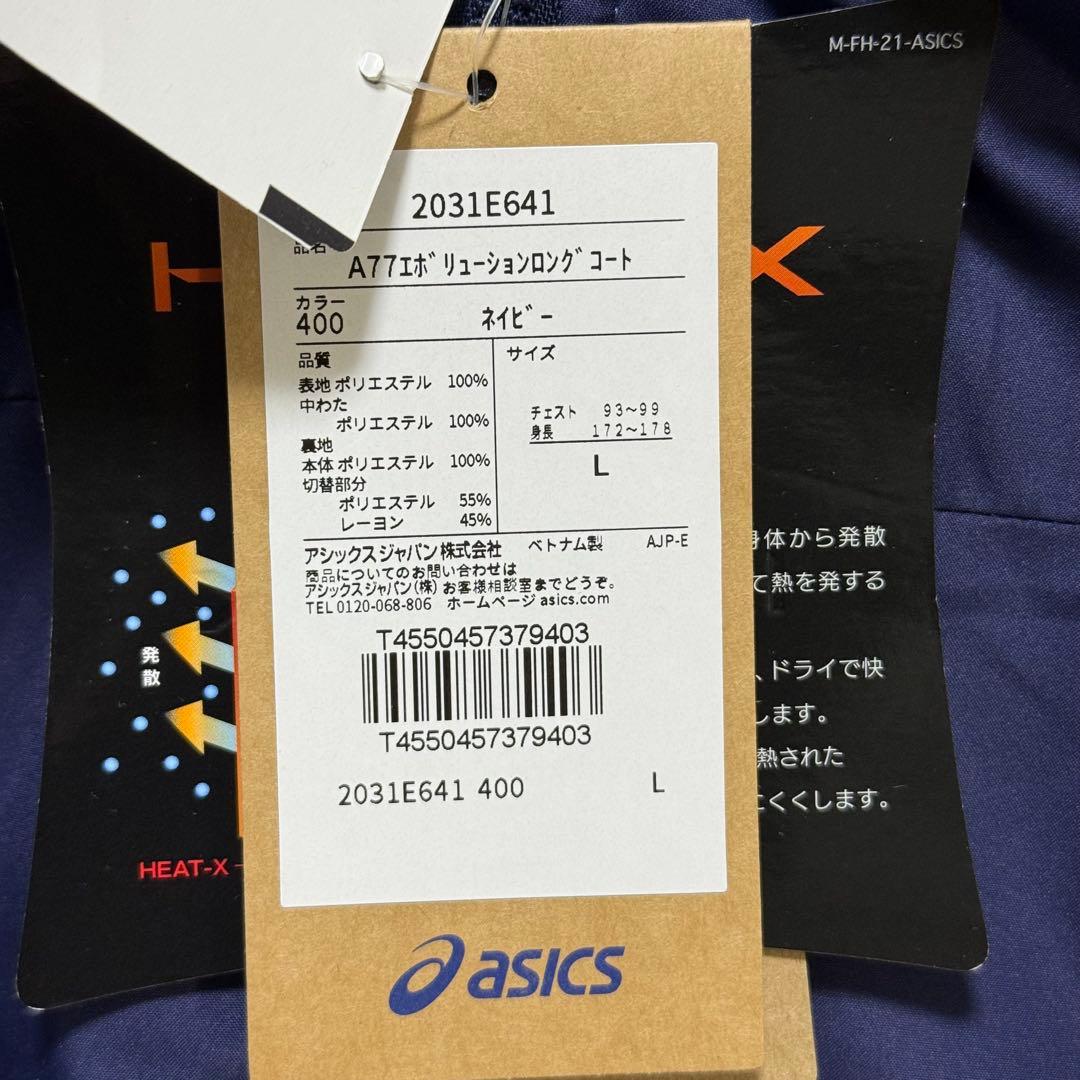 M-FH-21-ASICS
2031E641
品名
A77エボリューションロングコート
カラー
400 ネイビー
品質
表地 ポリエステル 100%
中わた
ポリエステル 100%
裏地
本体 ポリエステル 100%
切替部分
ポリエステル 55%
レーヨン 45%
サイズ
チェスト 93～99
身長 172～178
L
アシックスジャパン株式会社 ベトナム製 AJP-E
商品についてのお問い合わせは
アシックスジャパン(株)お客様相談室までどうぞ。
TEL 0120-068-806 ホームページ asics.com
T4550457379403
T4550457379403
2031E641 400 L
asics
H
X
体から発散
て熱を発する
、ドライで快
します。
熱された
にくくします。
発散
HEAT-X